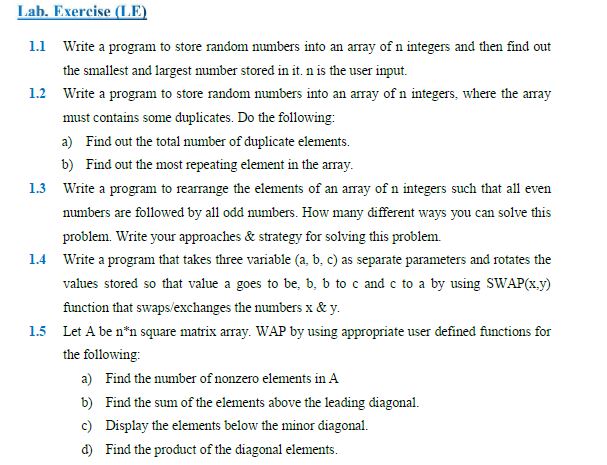 Lab. Exercise (LE)
1.1 Write a program to store random numbers into an array of n integers and then find out
the smallest and largest number stored in it. n is the user input.
1.2 Write a program to store random numbers into an array of n integers, where the array
must contains some duplicates. Do the following:
a) Find out the total number of duplicate elements.
b) Find out the most repeating element in the array.
1.3 Write a program to rearrange the elements of an array of n integers such that all even
numbers are followed by all odd numbers. How many different ways you can solve this
problem. Write your approaches & strategy for solving this problem.
1.4 Write a program that takes three variable (a, b, c) as separate parameters and rotates the
values stored so that value a goes to be, b, b to c and c to a by using SWAP(x,y)
function that swaps/exchanges the numbers x & y.
1.5 Let A be n*n square matrix array. WAP by using appropriate user defined functions for
the following:
a) Find the number of nonzero elements in A
b) Find the sum of the elements above the leading diagonal.
c) Display the elements below the minor diagonal.
d) Find the product of the diagonal elements.